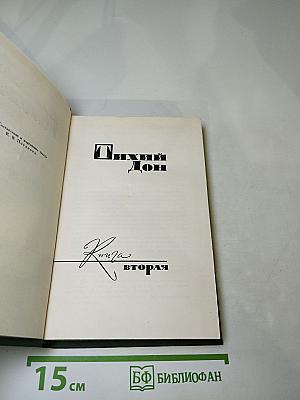 Тихий
Дон
Книга
вторая
15 см
БФ БИБЛИОФАН